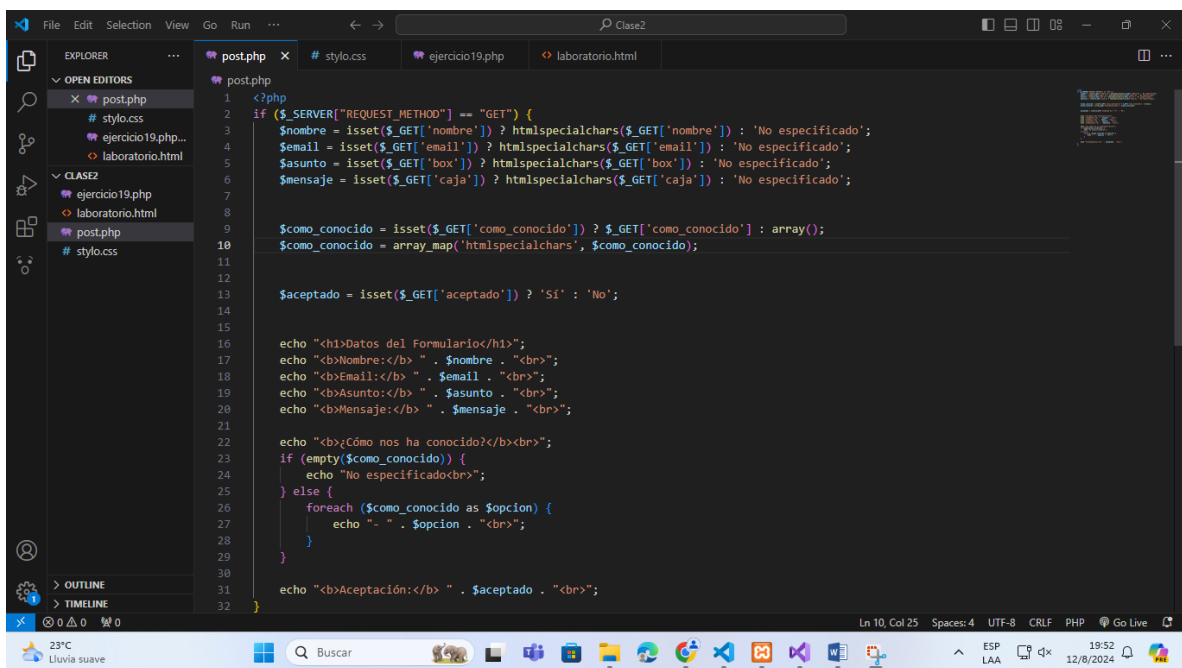 File Edit Selection View Go Run ··· Clase2
EXPLORER ···
OPEN EDITORS
post.php
# stylo.css
ejercicio19.php...
laboratorio.html
CLASE2
ejercicio19.php
laboratorio.html
post.php
# stylo.css
OUTLINE
TIMELINE
post.php # stylo.css ejercicio19.php laboratorio.html
post.php
1 <?php
2 if ($_SERVER["REQUEST_METHOD"] == "GET") {
3 $nombre = isset($_GET['nombre']) ? htmlspecialchars($_GET['nombre']) : 'No especificado';
4 $email = isset($_GET['email']) ? htmlspecialchars($_GET['email']) : 'No especificado';
5 $asunto = isset($_GET['box']) ? htmlspecialchars($_GET['box']) : 'No especificado';
6 $mensaje = isset($_GET['caja']) ? htmlspecialchars($_GET['caja']) : 'No especificado';
7
8
9 $como_conocido = isset($_GET['como_conocido']) ? $_GET['como_conocido'] : array();
10 $como_conocido = array_map('htmlspecialchars', $como_conocido);
11
12
13 $aceptado = isset($_GET['aceptado']) ? 'Sí' : 'No';
14
15
16 echo "<h1>Datos del Formulario</h1>";
17 echo "<b>Nombre:</b> " . $nombre . "<br>";
18 echo "<b>Email:</b> " . $email . "<br>";
19 echo "<b>Asunto:</b> " . $asunto . "<br>";
20 echo "<b>Mensaje:</b> " . $mensaje . "<br>";
21
22 echo "<b>¿Cómo nos ha conocido?</b><br>";
23 if (empty($como_conocido)) {
24 echo "No especificado<br>";
25 } else {
26 foreach ($como_conocido as $opcion) {
27 echo "- " . $opcion . "<br>";
28 }
29 }
30
31 echo "<b>Aceptación:</b> " . $aceptado . "<br>";
32 }
0 0 0 Ln 10, Col 25 Spaces: 4 UTF-8 CRLF PHP Go Live
23°C
Lluvia suave
Buscar
ESP
LAA
19:52
12/8/2024
PRE
1